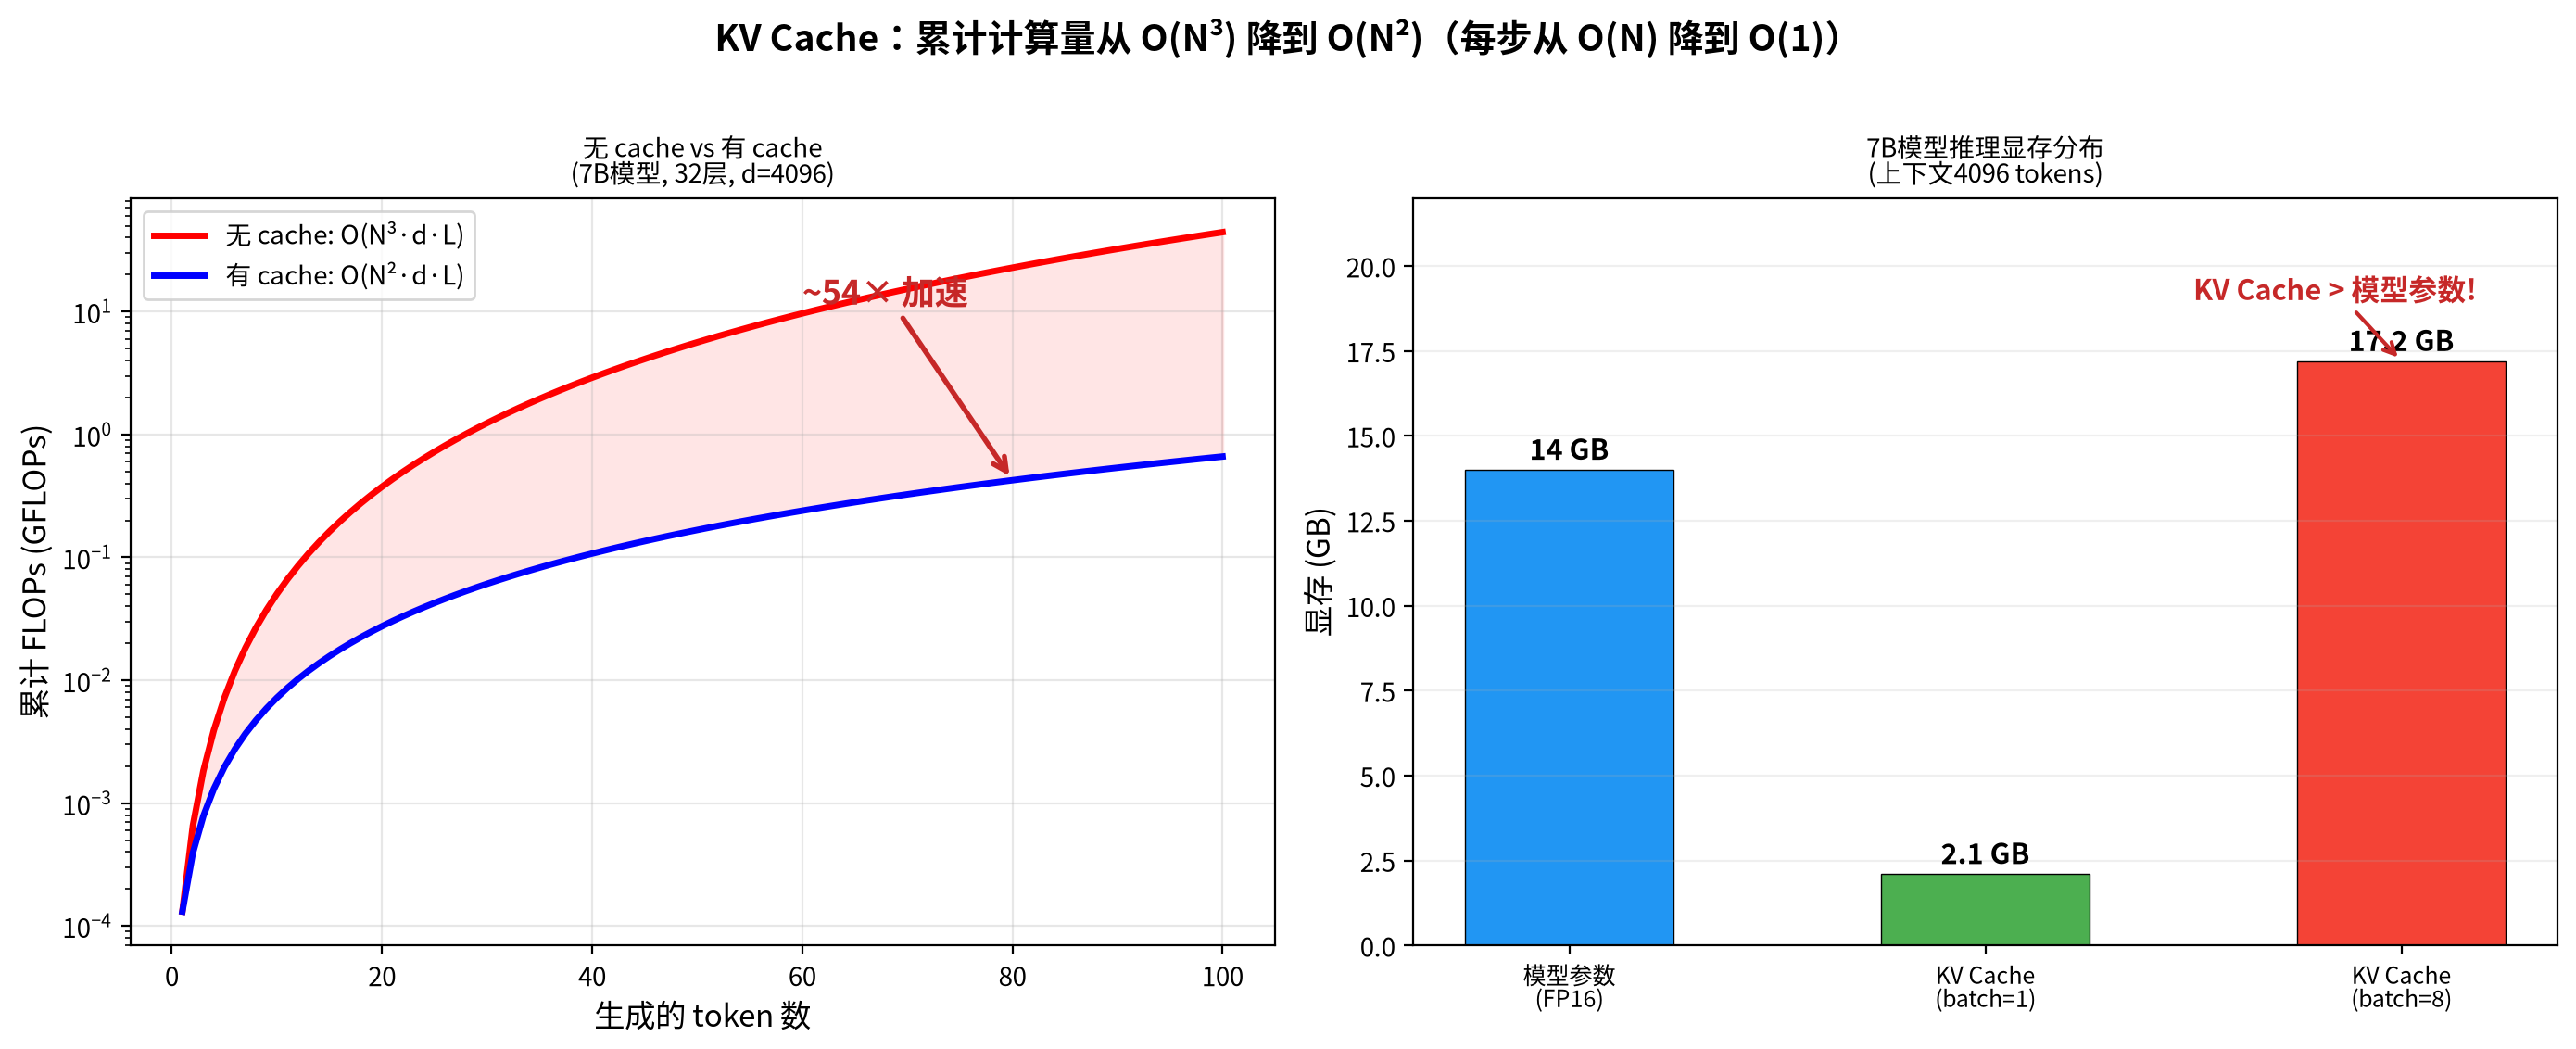 KV Cache：累计计算量从 O(N³) 降到 O(N²)（每步从 O(N) 降到 O(1)）
无 cache vs 有 cache
(7B模型, 32层, d=4096)
无 cache: O(N³·d·L)
有 cache: O(N²·d·L)
~54× 加速
10¹
10⁰
10⁻¹
10⁻²
10⁻³
10⁻⁴
累计 FLOPs (GFLOPs)
0 20 40 60 80 100
生成的 token 数
7B模型推理显存分布
(上下文4096 tokens)
KV Cache > 模型参数!
17.2 GB
14 GB
2.1 GB
20.0
17.5
15.0
12.5
10.0
7.5
5.0
2.5
0.0
显存 (GB)
模型参数
(FP16)
KV Cache
(batch=1)
KV Cache
(batch=8)